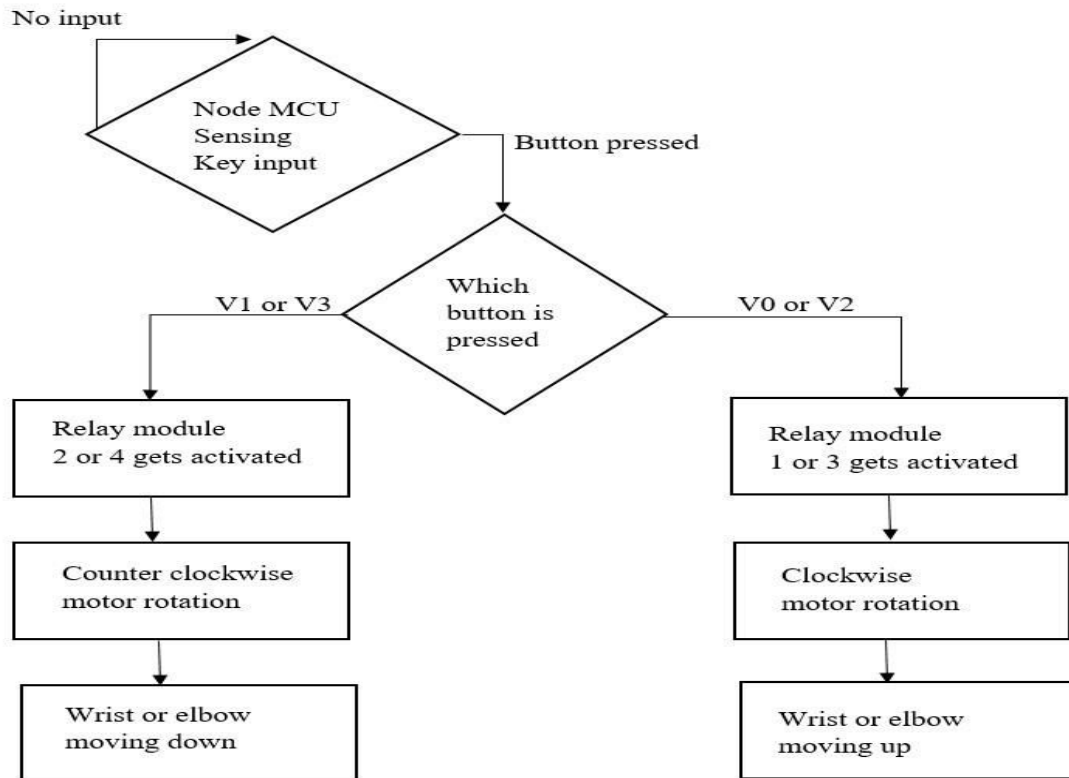 No input
Node MCU
Sensing
Key input
Button pressed
Which
button is
pressed
V1 or V3
V0 or V2
Relay module
2 or 4 gets activated
Relay module
1 or 3 gets activated
Counter clockwise
motor rotation
Clockwise
motor rotation
Wrist or elbow
moving down
Wrist or elbow
moving up